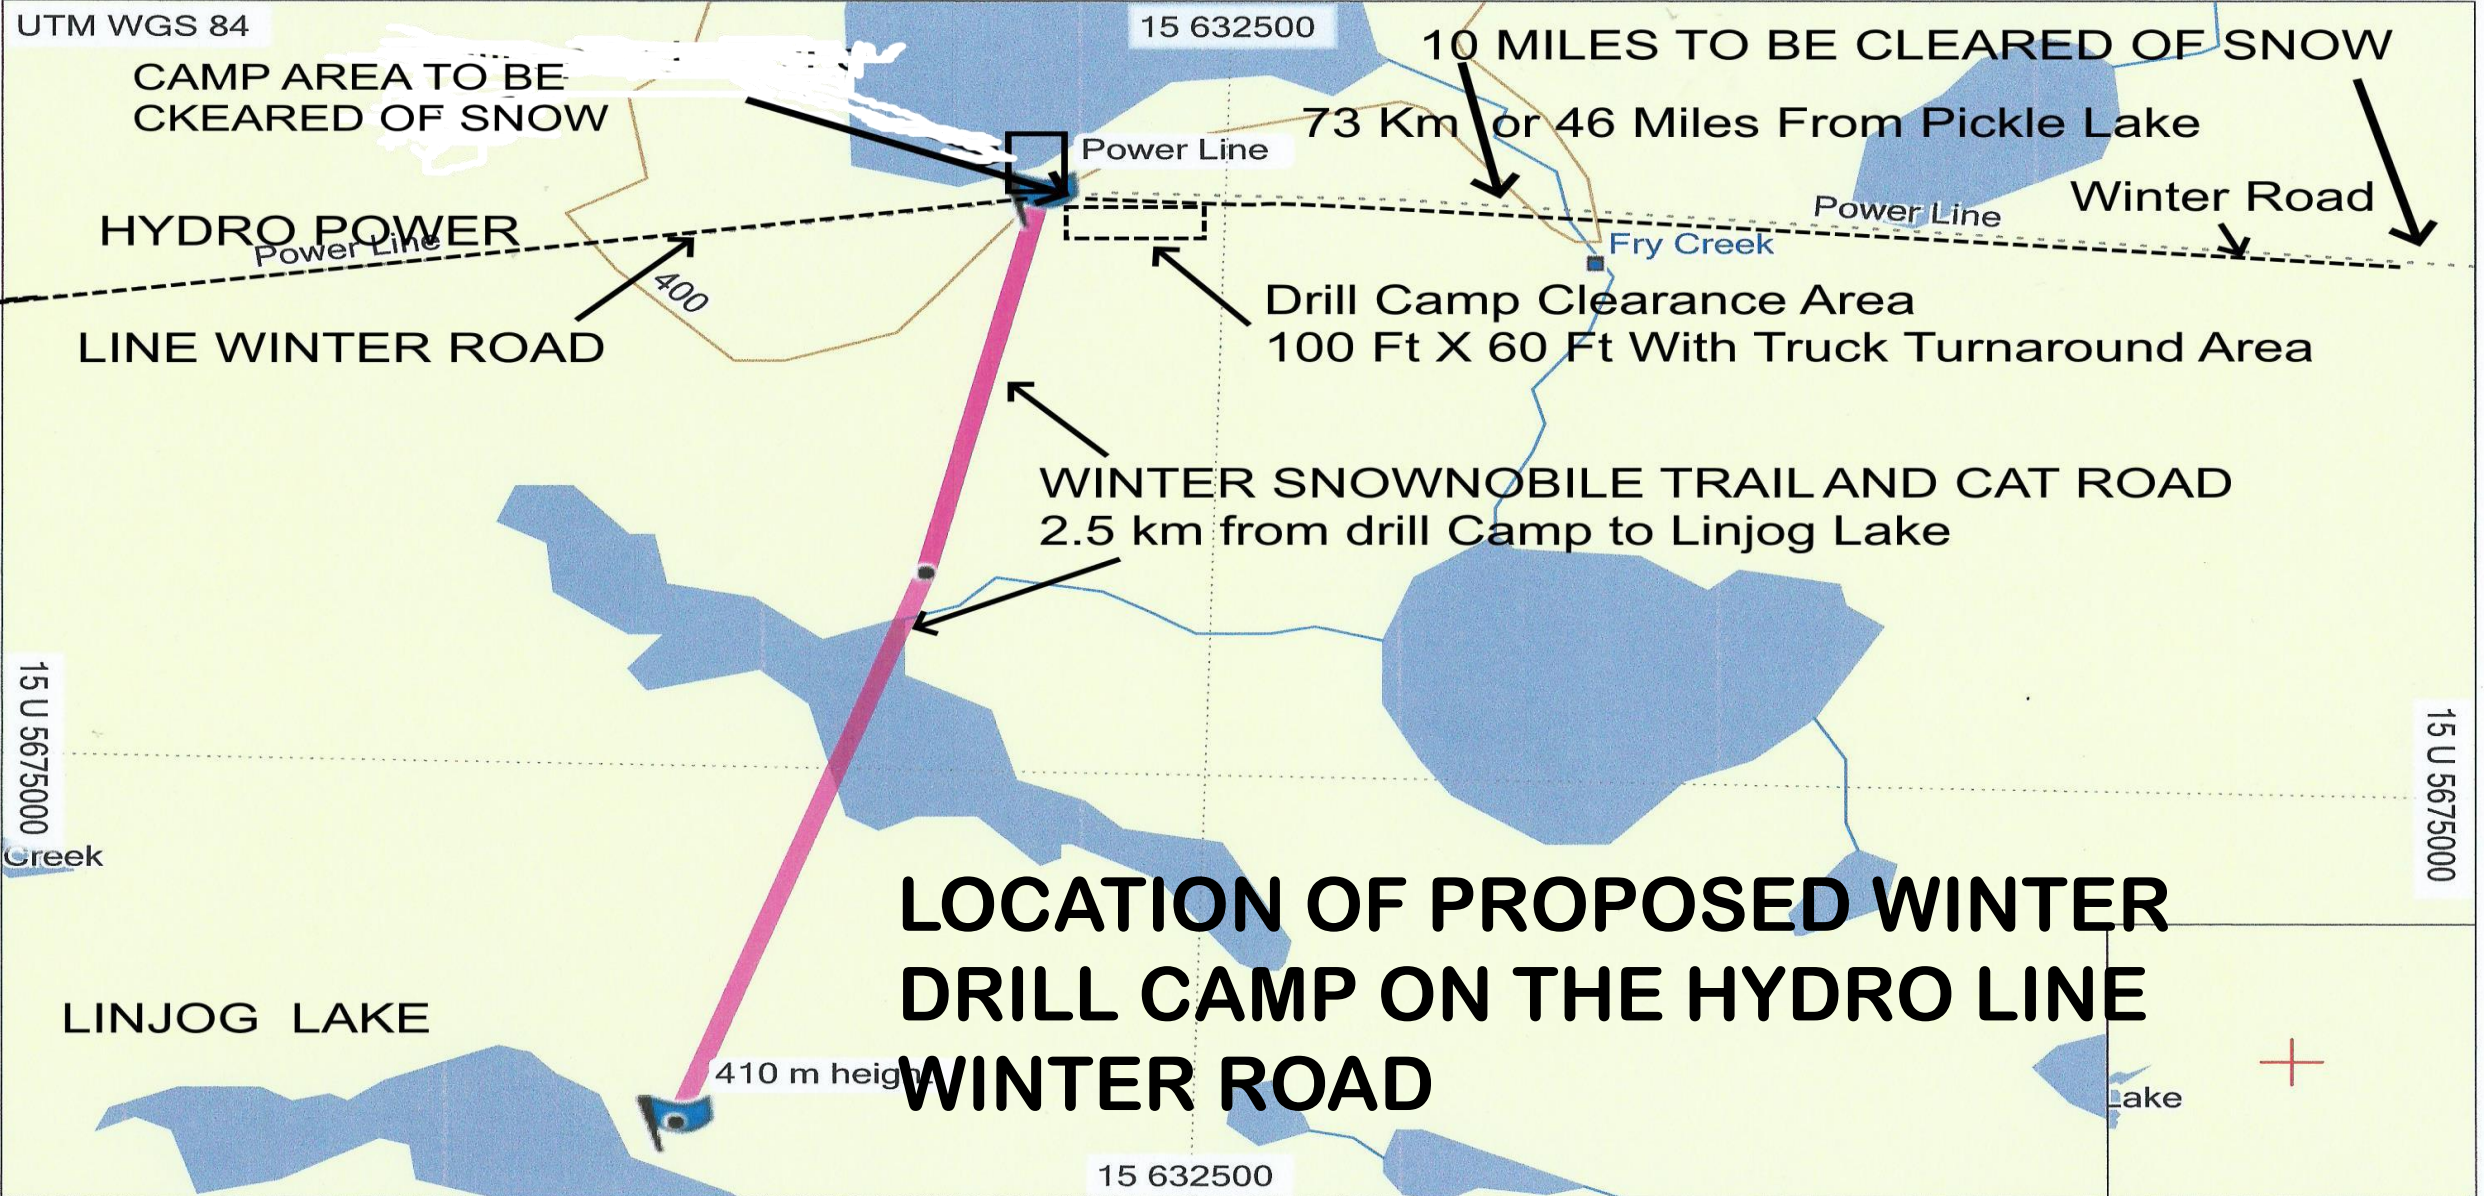 UTM WGS 84
15 632500
10 MILES TO BE CLEARED OF SNOW
CAMP AREA TO BE
CKEARED OF SNOW
73 Km or 46 Miles From Pickle Lake
Power Line
Winter Road
Power Line
HYDRO POWER
Power Line
Fry Creek
400
Drill Camp Clearance Area
100 Ft X 60 Ft With Truck Turnaround Area
LINE WINTER ROAD
WINTER SNOWNOBILE TRAIL AND CAT ROAD
2.5 km from drill Camp to Linjog Lake
15 U 5675000
15 U 5675000
Creek
LOCATION OF PROPOSED WINTER
DRILL CAMP ON THE HYDRO LINE
WINTER ROAD
LINJOG LAKE
410 m height
Lake
15 632500